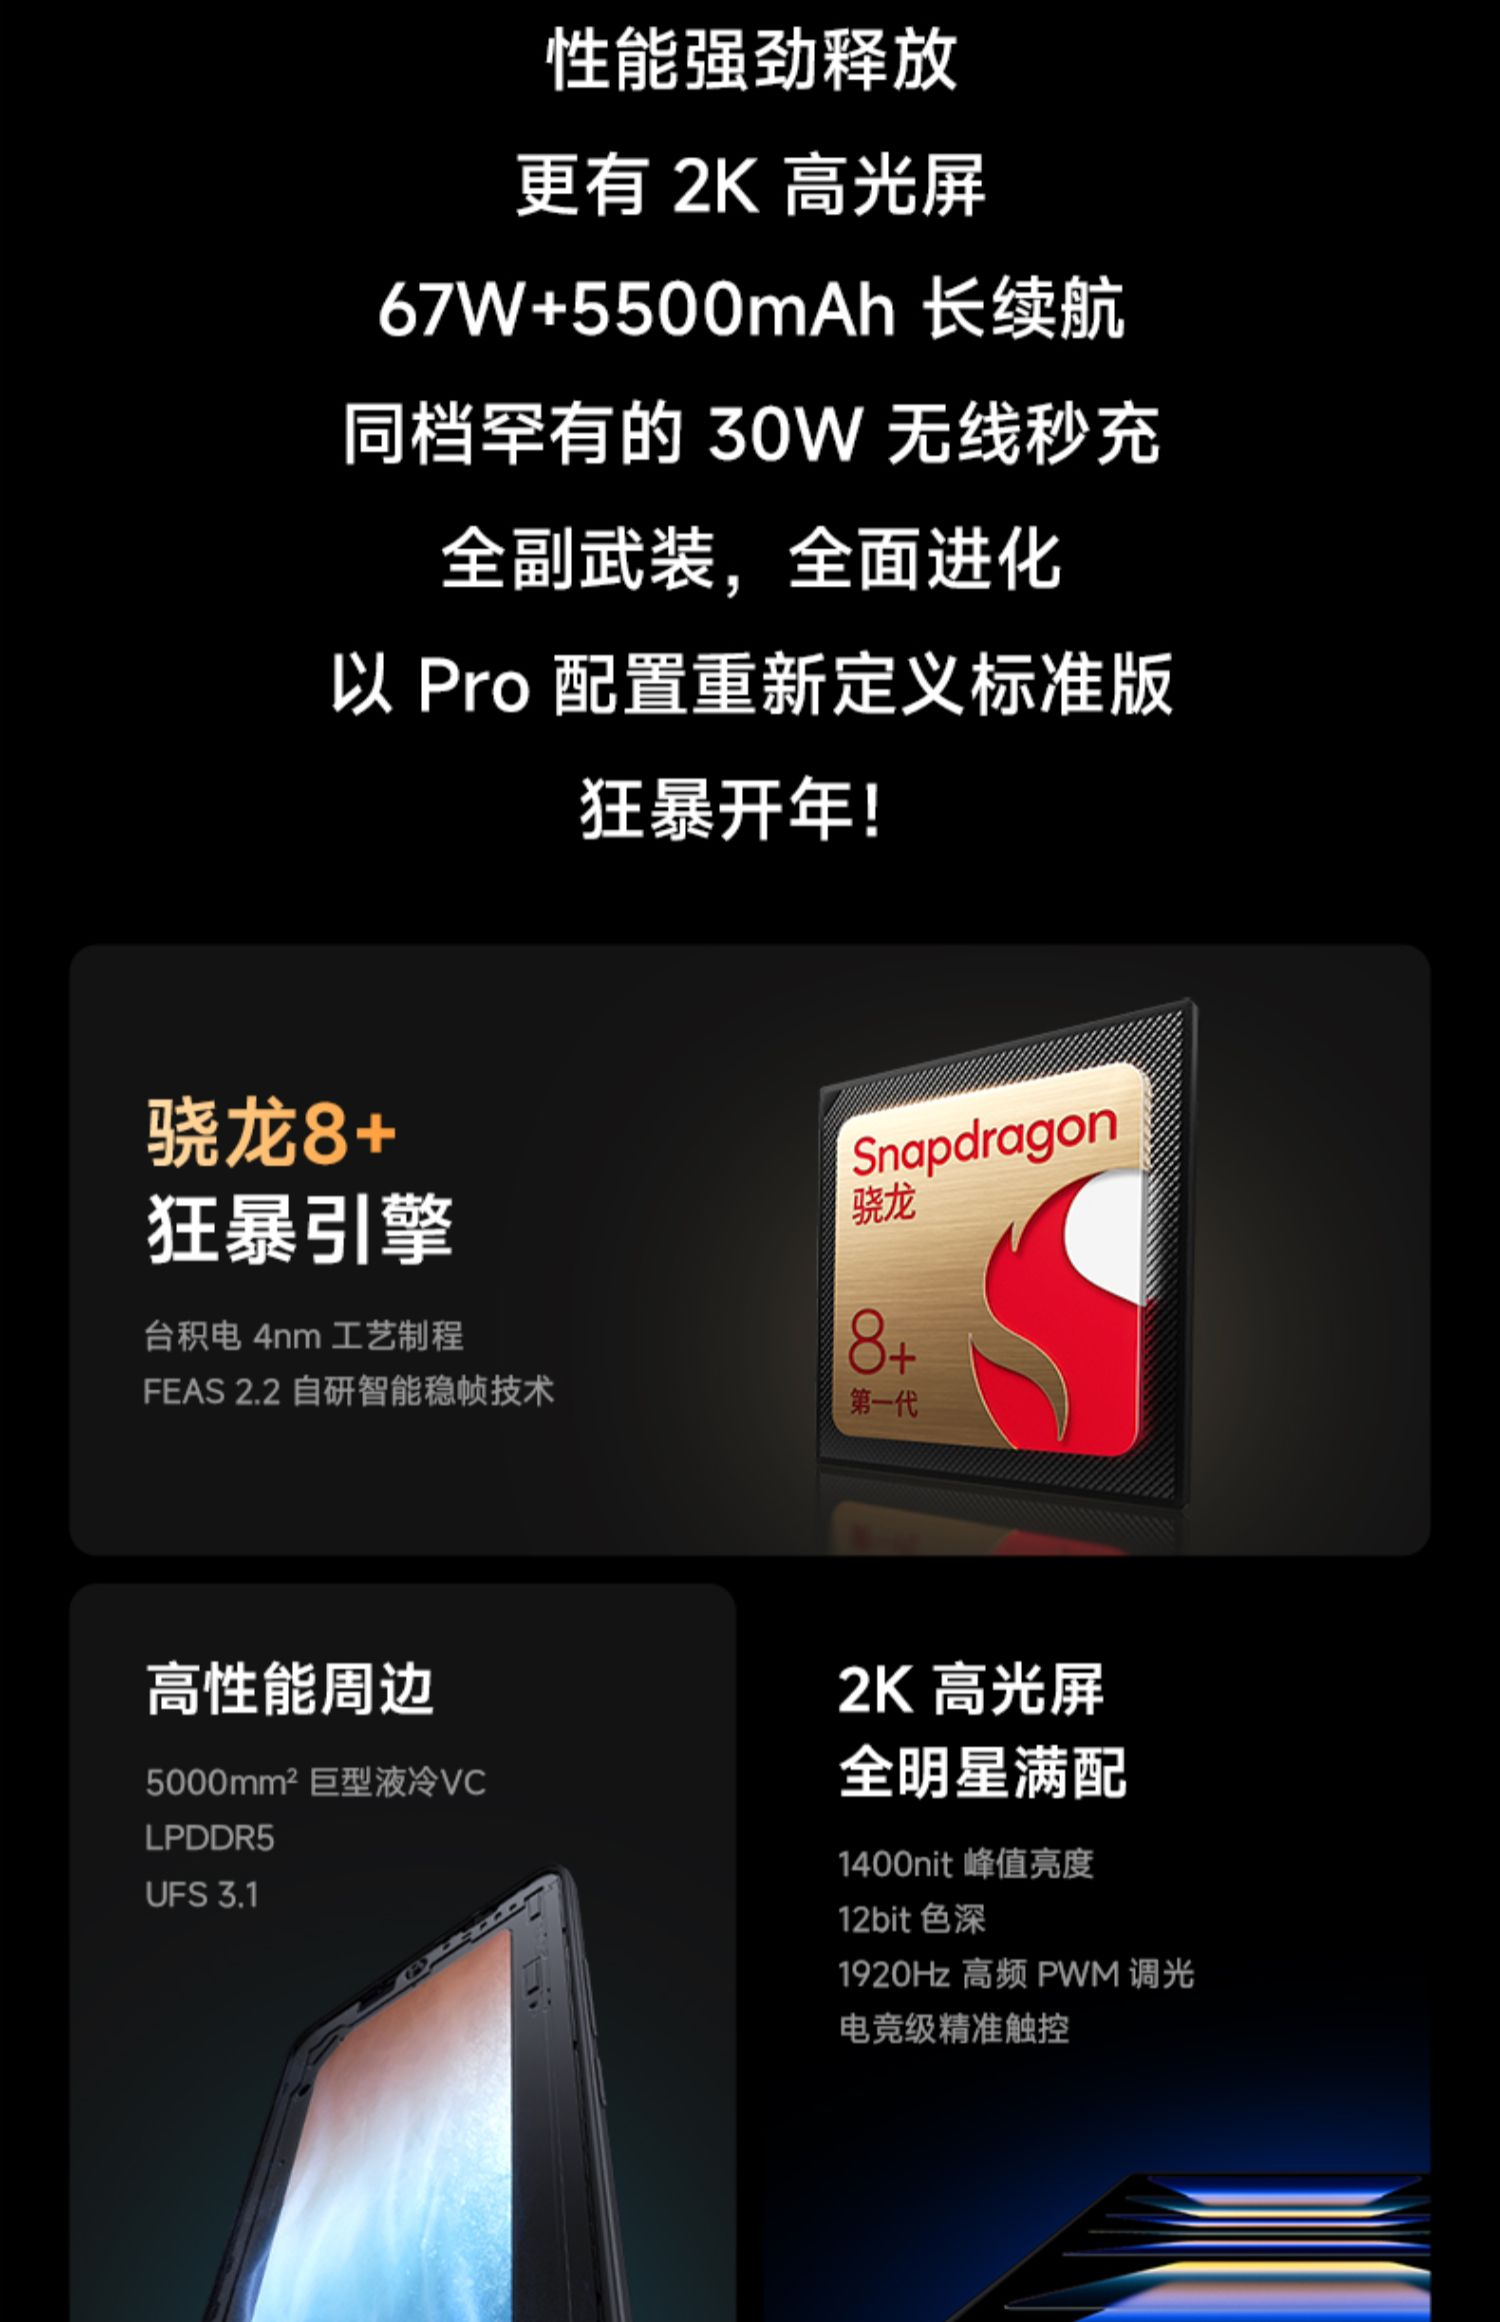 性能强劲释放
更有 2K 高光屏
67W+5500mAh 长续航
同档罕有的 30W 无线秒充
全副武装，全面进化
以 Pro 配置重新定义标准版
狂暴开年！
骁龙8+
狂暴引擎
台积电 4nm 工艺制程
FEAS 2.2 自研智能稳帧技术
Snapdragon
骁龙
8+
第一代
高性能周边
5000mm² 巨型液冷VC
LPDDR5
UFS 3.1
2K 高光屏
全明星满配
1400nit 峰值亮度
12bit 色深
1920Hz 高频 PWM 调光
电竞级精准触控